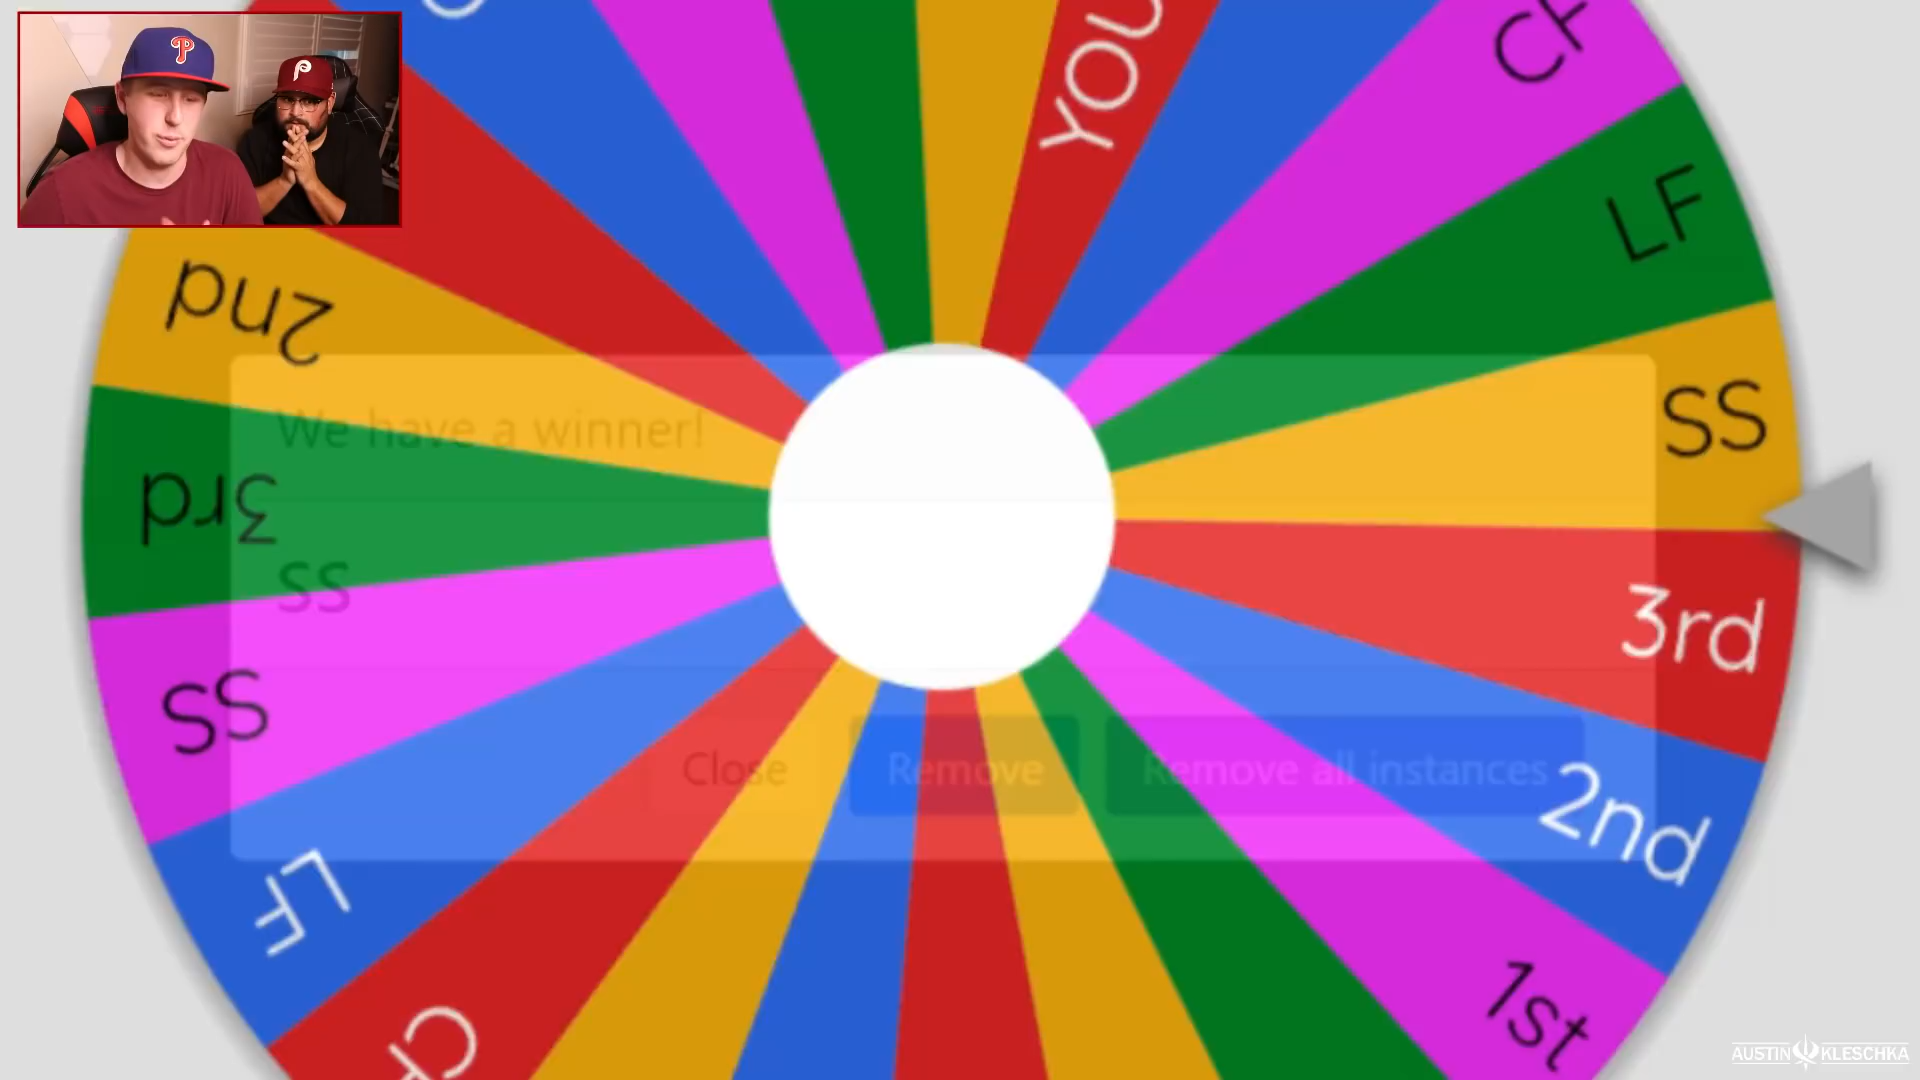 YOU
CF
LF
SS
2nd
We have a winner!
3rd
SS
SS
3rd
Close
Remove
Remove all instances
2nd
LF
1st
CF
P
P
AUSTIN KLESCHKA